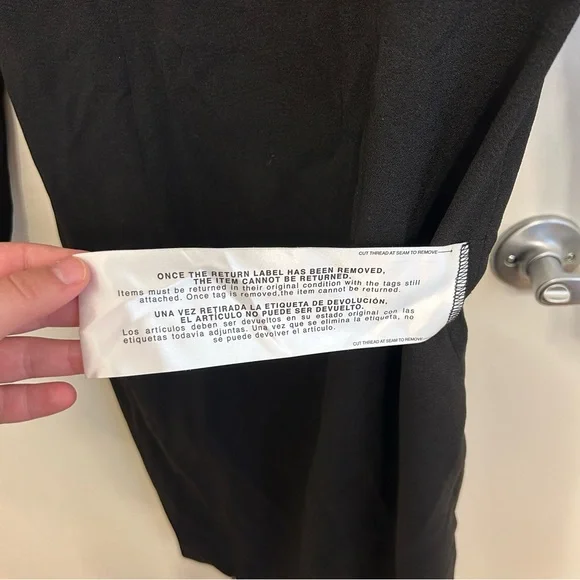 CUT THREAD AT SEAM TO REMOVE
ONCE THE RETURN LABEL HAS BEEN REMOVED,
THE ITEM CANNOT BE RETURNED.
Items must be returned in their original condition with the tags still
attached. Once tag is removed,the item cannot be returned.
UNA VEZ RETIRADA LA ETIQUETA DE DEVOLUCIÓN,
EL ARTICULO NO PUEDE SER DEVUELTO.
Los artículos deben ser devueltos en su estado original con las
etiquetas todavía adjuntas. Una vez que se elimina la etiqueta, no
se puede devolver el artículo.
CUT THREAD AT SEAM TO REMOVE